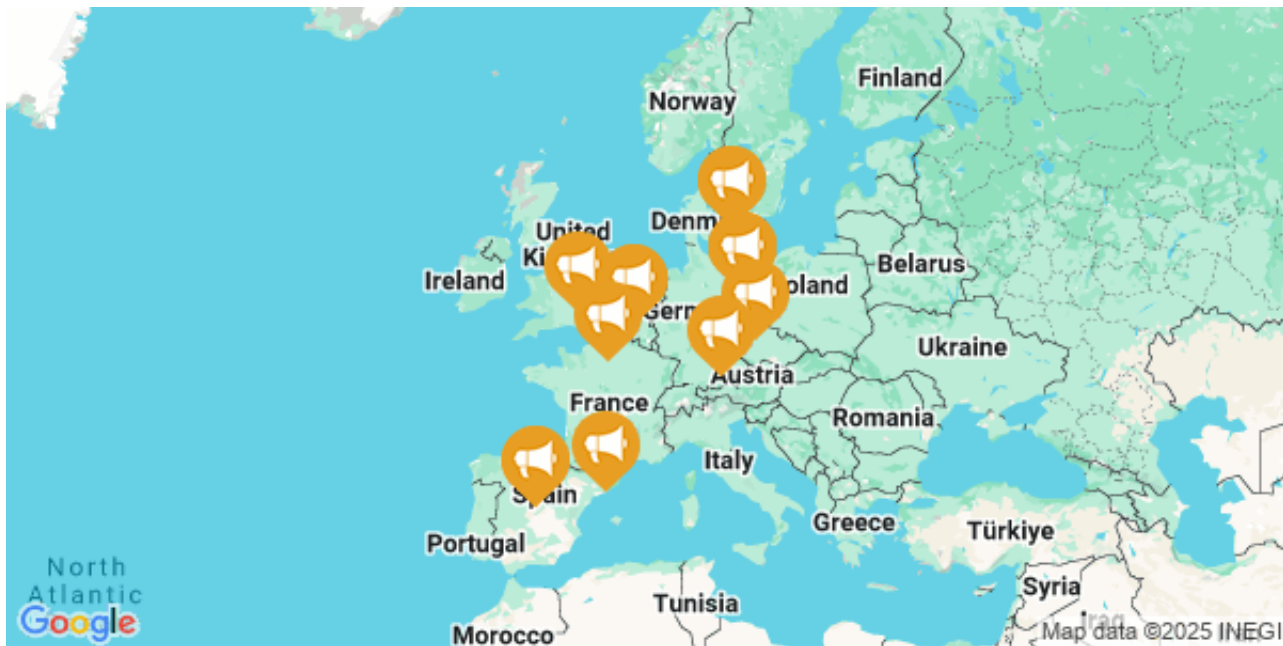 Finland
Norway
Denm
United
Ki
Ireland
Belarus
oland
Germ
Ukraine
Austria
France
Romania
Italy
Spain
Greece
Türkiye
Portugal
North
Atlantic
Syria
Tunisia
Iraq
Google
Morocco
Map data ©2025 INEGI